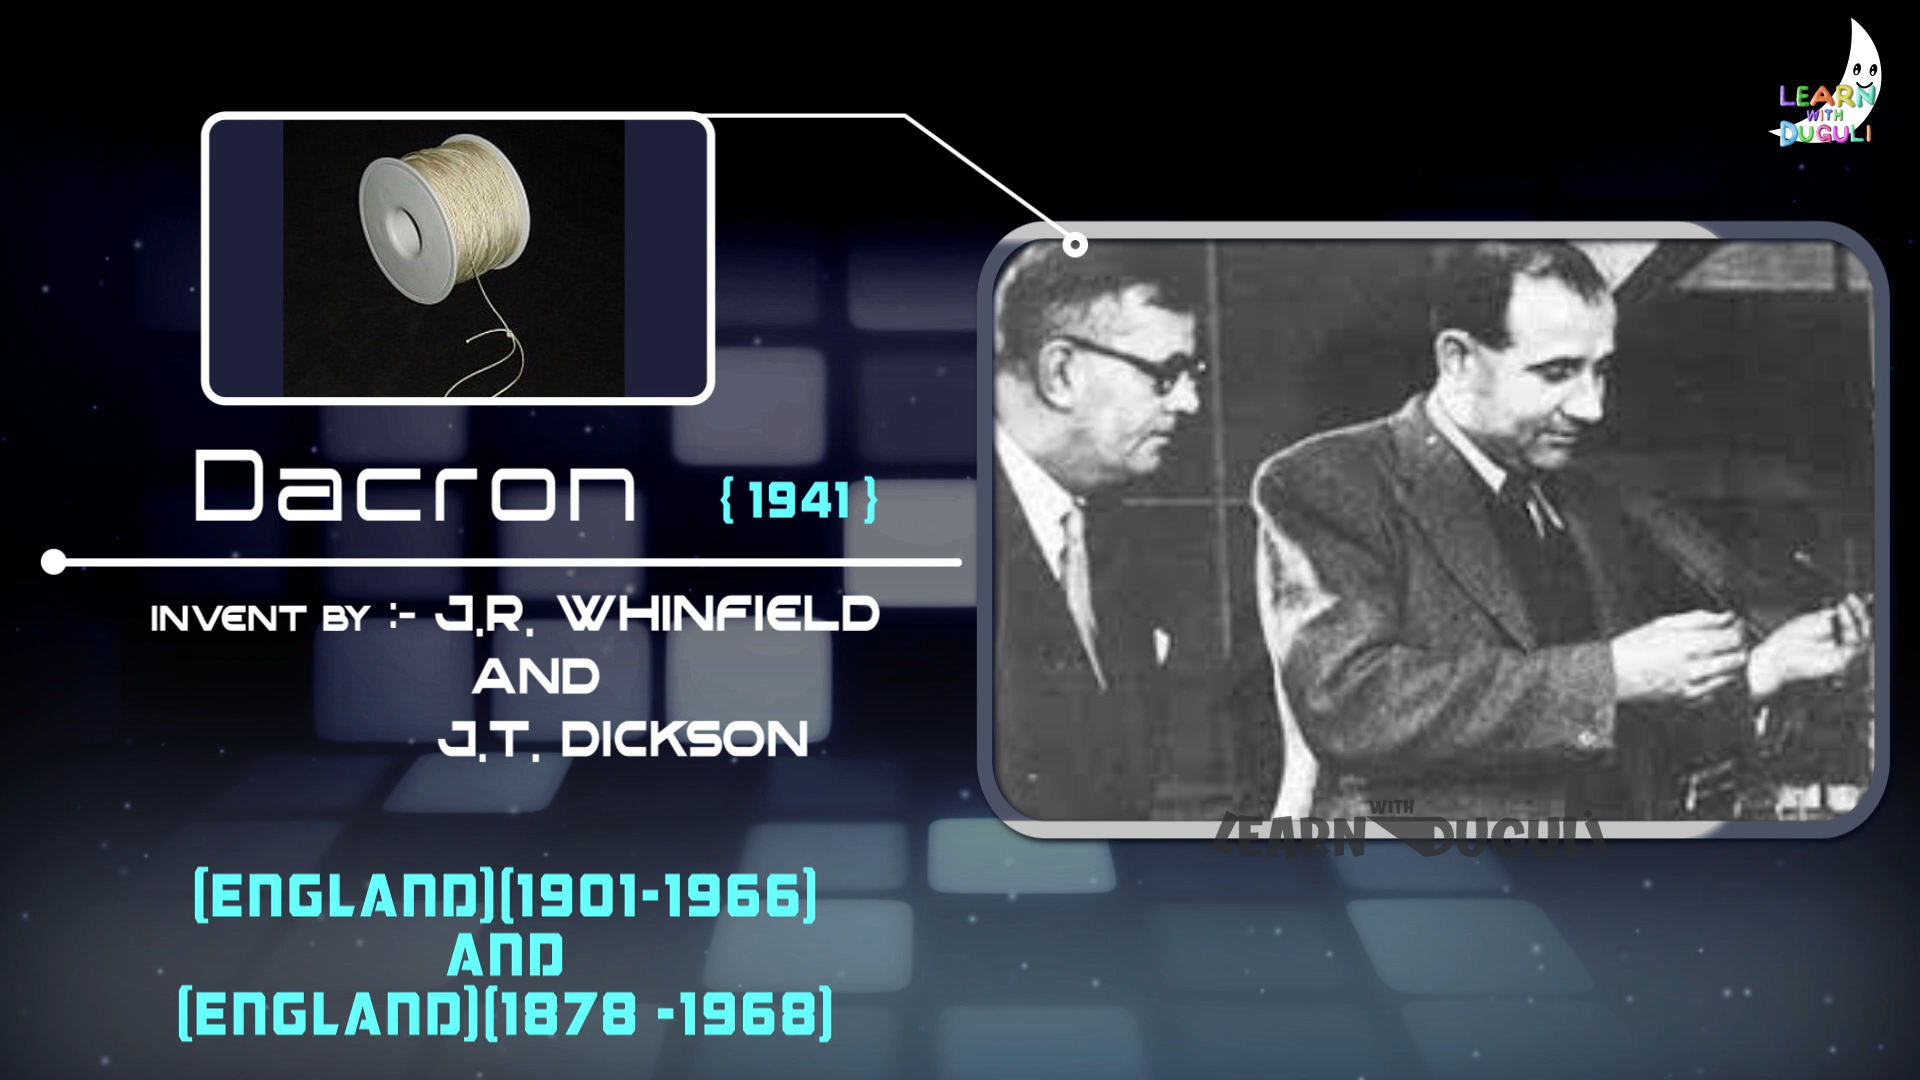 LEARN
WITH
DUGULI
Dacron { 1941 }
INVENT BY :- J.R. WHINFIELD
AND
J.T. DICKSON
WITH
LEARN DUGULI
(ENGLAND)(1901-1966)
AND
(ENGLAND)(1878 -1968)